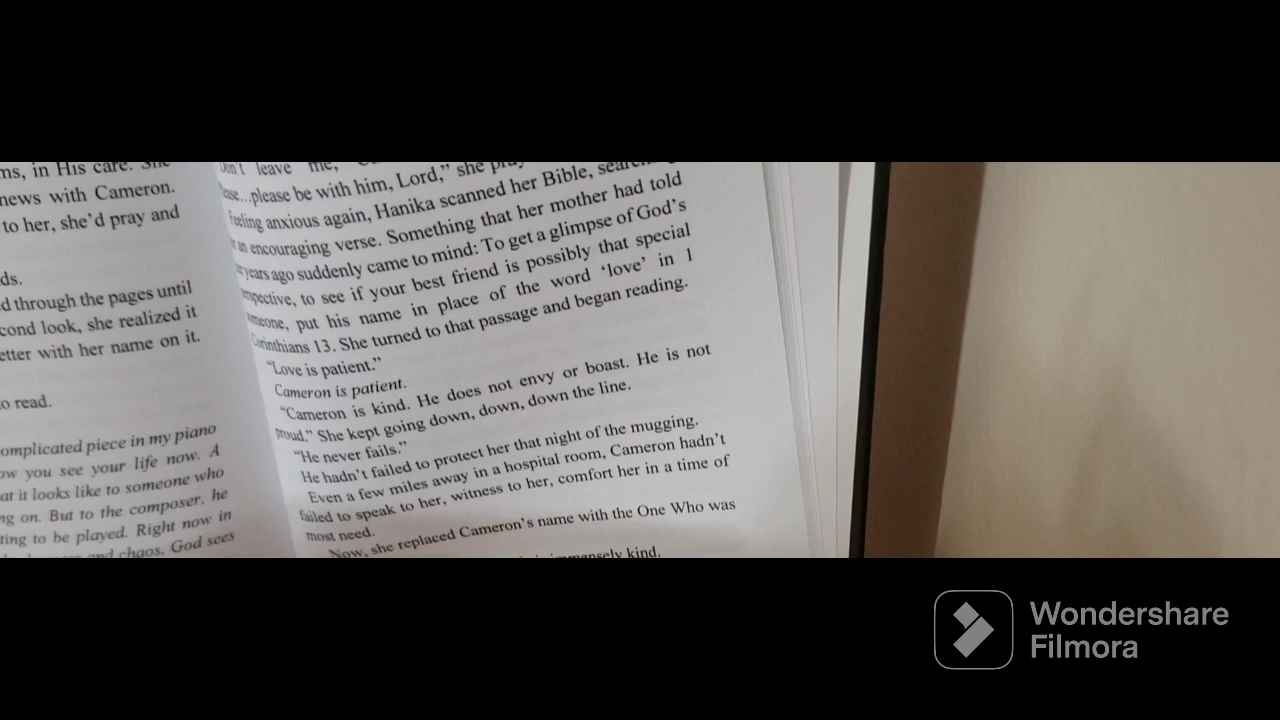 ms, in His care. She
news with Cameron.
to her, she'd pray and
ds.
d through the pages until
cond look, she realized it
etter with her name on it.
o read.
omplicated piece in my piano
ow you see your life now. A
at it looks like to someone who
ng on. But to the composer, he
ting to be played. Right now in
and chaos, God sees
Don't leave me,
ase...please be with him, Lord," she
Feeling anxious again, Hanika scanned her Bible,
an encouraging verse. Something that her mother had told
years ago suddenly came to mind: To get a glimpse of God's
erspective, to see if your best friend is possibly that special
omeone, put his name in place of the word 'love' in 1
Corinthians 13. She turned to that passage and began reading.
"Love is patient."
Cameron is patient.
"Cameron is kind. He does not envy or boast. He is not
proud." She kept going down, down, down the line.
"He never fails."
He hadn't failed to protect her that night of the mugging.
Even a few miles away in a hospital room, Cameron hadn't
failed to speak to her, witness to her, comfort her in a time of
most need.
Now, she replaced Cameron's name with the One Who was
immensely kind.
Wondershare
Filmora